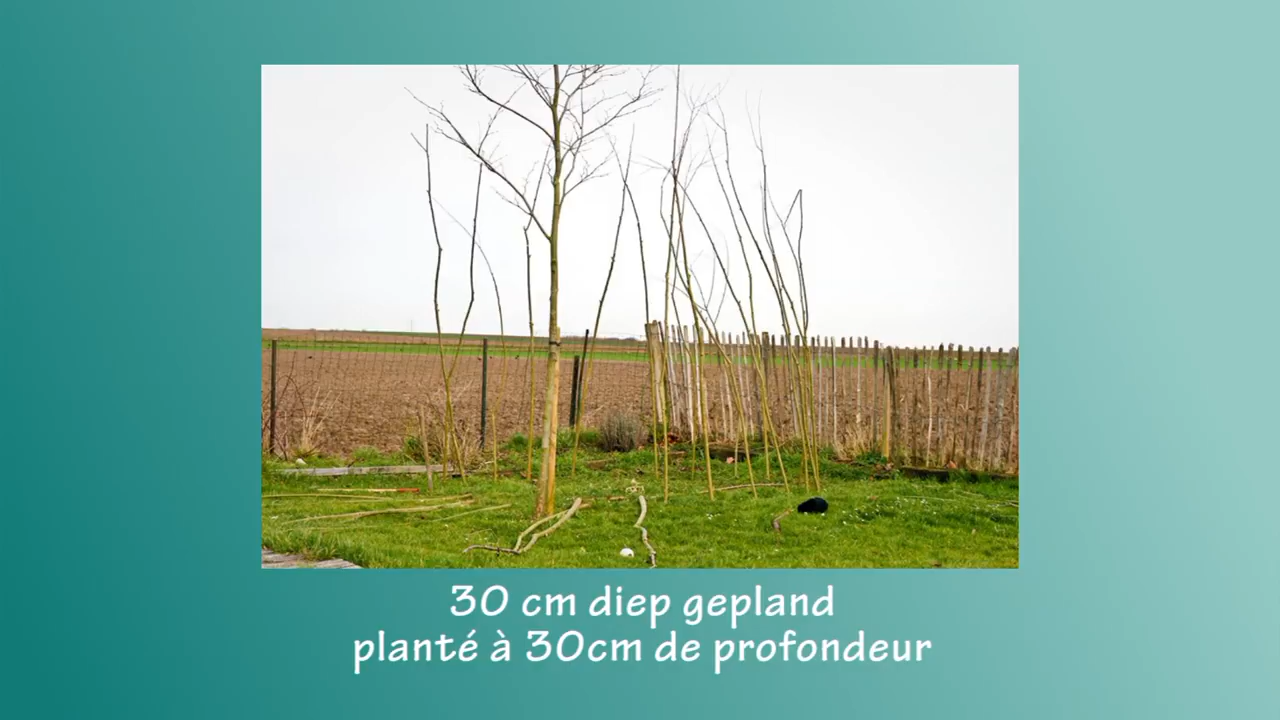 30 cm diep gepland
planté à 30cm de profondeur